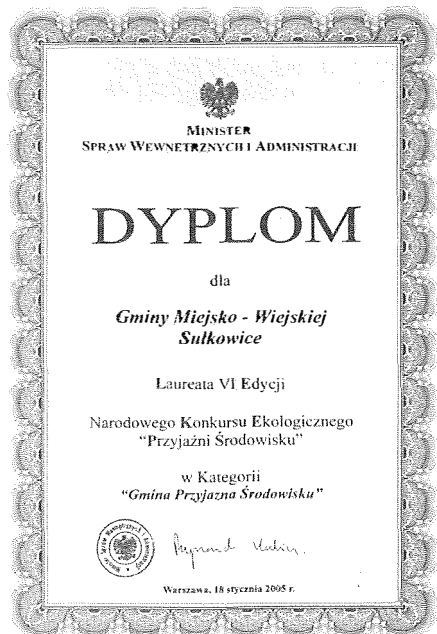 MINISTER
SPRAW WEWNĘTRZNYCH I ADMINISTRACJI
DYPLOM
dla
Gminy Miejsko - Wiejskiej
Sułkowice
Laureata VI Edycji
Narodowego Konkursu Ekologicznego
"Przyjaźni Środowisku"
w Kategorii
"Gmina Przyjazna Środowisku"
Warszawa, 18 stycznia 2005 r.